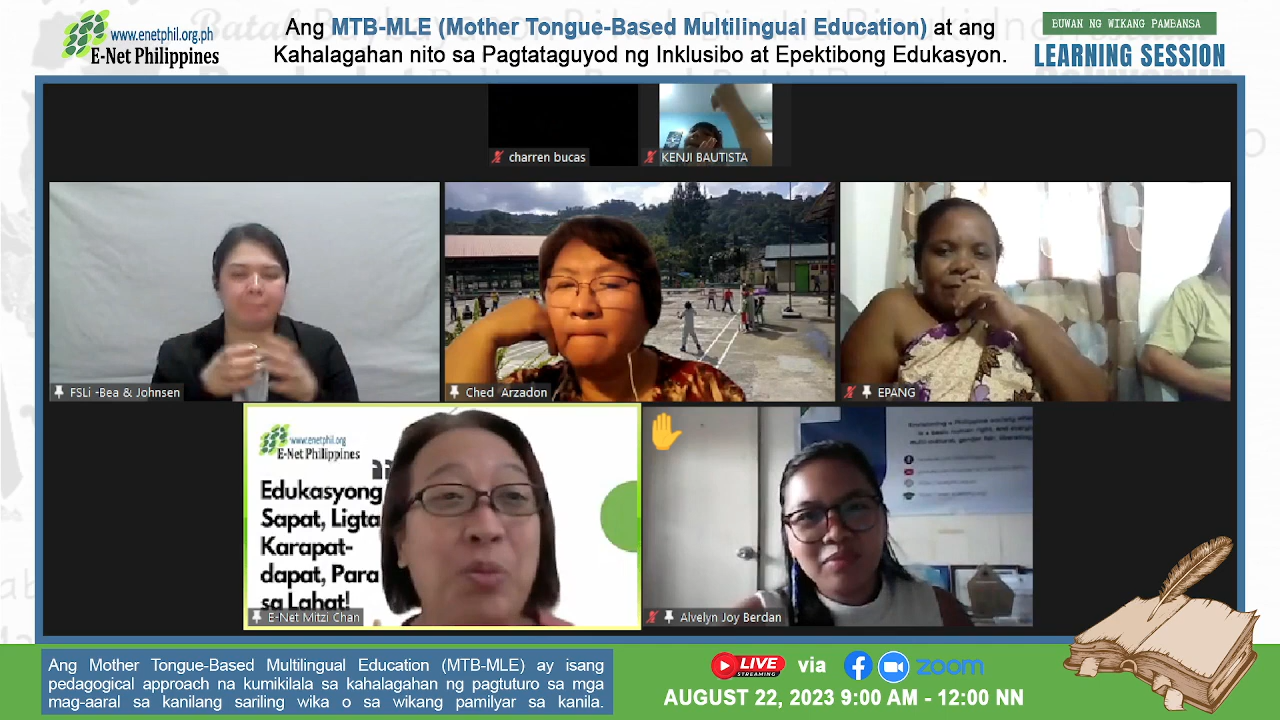 www.enetphil.org.ph
E-Net Philippines
Ang MTB-MLE (Mother Tongue-Based Multilingual Education) at ang
Kahalagahan nito sa Pagtataguyod ng Inklusibo at Epektibong Edukasyon.
BUWAN NG WIKANG PAMBANSA
LEARNING SESSION
charren bucas
KENJI BAUTISTA
FSLi -Bea & Johnsen
Ched Arzadon
EPANG
www.enetphil.org
E-Net Philippines
Edukasyong
Sapat, Ligta
Karapat-
dapat, Para
sa Lahat!
E-Net Mitzi Chan
Alvelyn Joy Berdan
Ang Mother Tongue-Based Multilingual Education (MTB-MLE) ay isang
pedagogical approach na kumikilala sa kahalagahan ng pagtuturo sa mga
mag-aaral sa kanilang sariling wika o sa wikang pamilyar sa kanila.
LIVE
STREAMING
via
zoom
AUGUST 22, 2023 9:00 AM - 12:00 NN